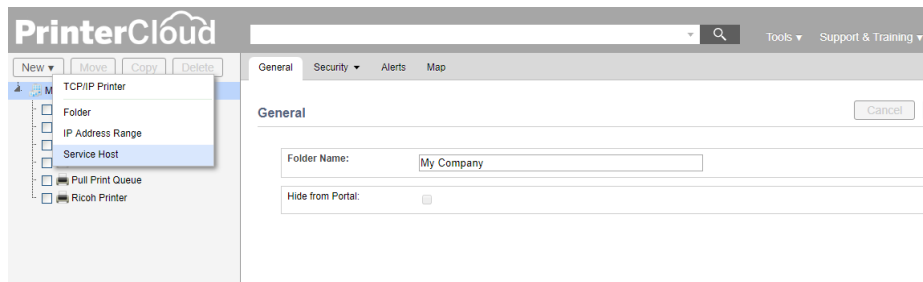 PrinterCloud
Tools ▾ Support & Training ▾
New ▾ Move Copy Delete
General Security ▾ Alerts Map
M
TCP/IP Printer
Folder
IP Address Range
Service Host
Pull Print Queue
Ricoh Printer
General
Cancel
Folder Name: My Company
Hide from Portal: